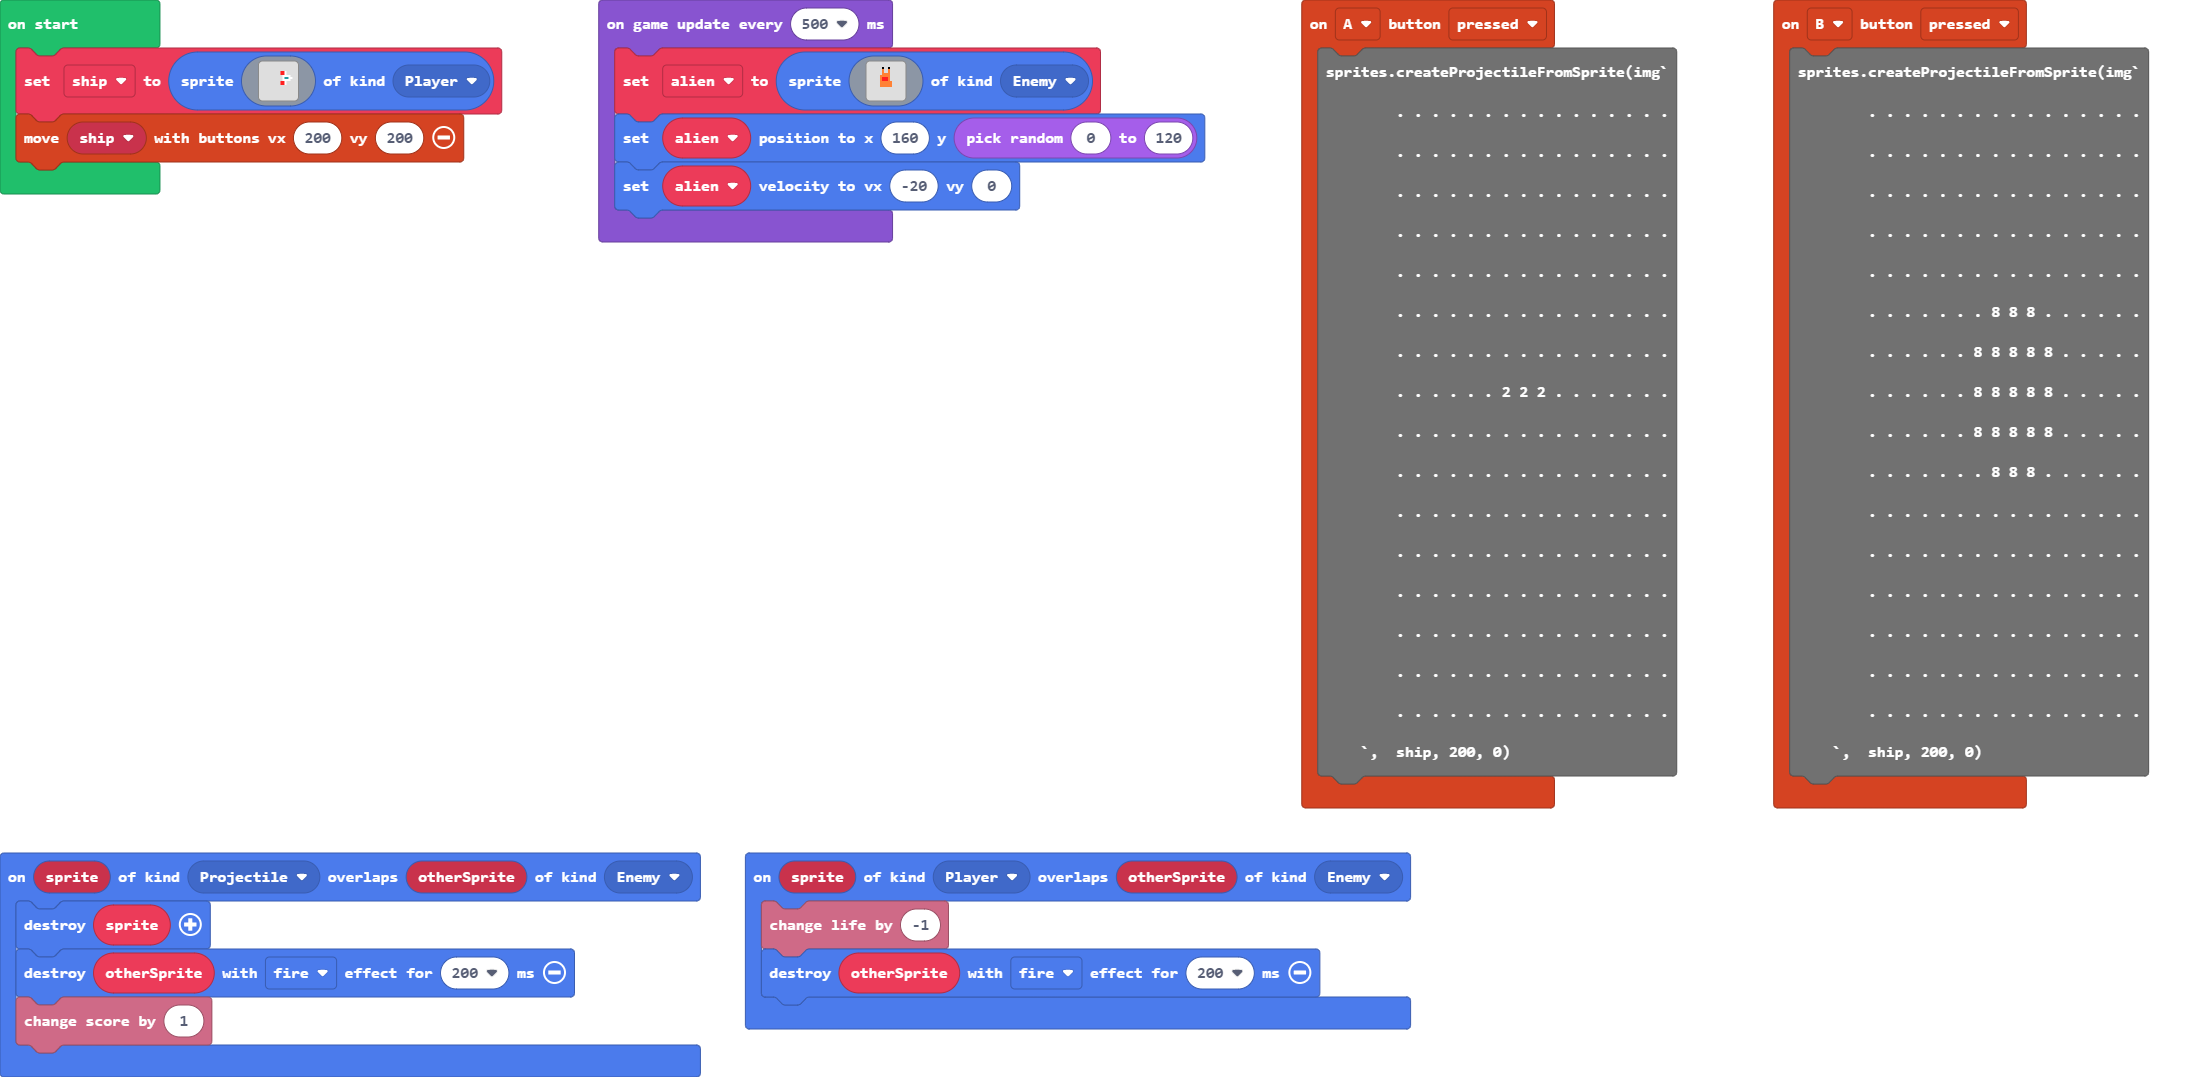 on start
set ship to sprite of kind Player
move ship with buttons vx 200 vy 200
on game update every 500 ms
set alien to sprite of kind Enemy
set alien position to x 160 y pick random 0 to 120
set alien velocity to vx -20 vy 0
on A button pressed
sprites.createProjectileFromSprite(img`
. . . . . . . . . . . . . . . .
. . . . . . . . . . . . . . . .
. . . . . . . . . . . . . . . .
. . . . . . . . . . . . . . . .
. . . . . . . . . . . . . . . .
. . . . . . . . . . . . . . . .
. . . . . . . . . . . . . . . .
. . . . . . 2 2 2 . . . . . . .
. . . . . . . . . . . . . . . .
. . . . . . . . . . . . . . . .
. . . . . . . . . . . . . . . .
. . . . . . . . . . . . . . . .
. . . . . . . . . . . . . . . .
. . . . . . . . . . . . . . . .
. . . . . . . . . . . . . . . .
. . . . . . . . . . . . . . . .
`, ship, 200, 0)
on B button pressed
sprites.createProjectileFromSprite(img`
. . . . . . . . . . . . . . . .
. . . . . . . . . . . . . . . .
. . . . . . . . . . . . . . . .
. . . . . . . . . . . . . . . .
. . . . . . . . . . . . . . . .
. . . . . . . 8 8 8 . . . . . .
. . . . . . 8 8 8 8 8 . . . . .
. . . . . . 8 8 8 8 8 . . . . .
. . . . . . 8 8 8 8 8 . . . . .
. . . . . . . 8 8 8 . . . . . .
. . . . . . . . . . . . . . . .
. . . . . . . . . . . . . . . .
. . . . . . . . . . . . . . . .
. . . . . . . . . . . . . . . .
. . . . . . . . . . . . . . . .
. . . . . . . . . . . . . . . .
`, ship, 200, 0)
on sprite of kind Projectile overlaps otherSprite of kind Enemy
destroy sprite
destroy otherSprite with fire effect for 200 ms
change score by 1
on sprite of kind Player overlaps otherSprite of kind Enemy
change life by -1
destroy otherSprite with fire effect for 200 ms